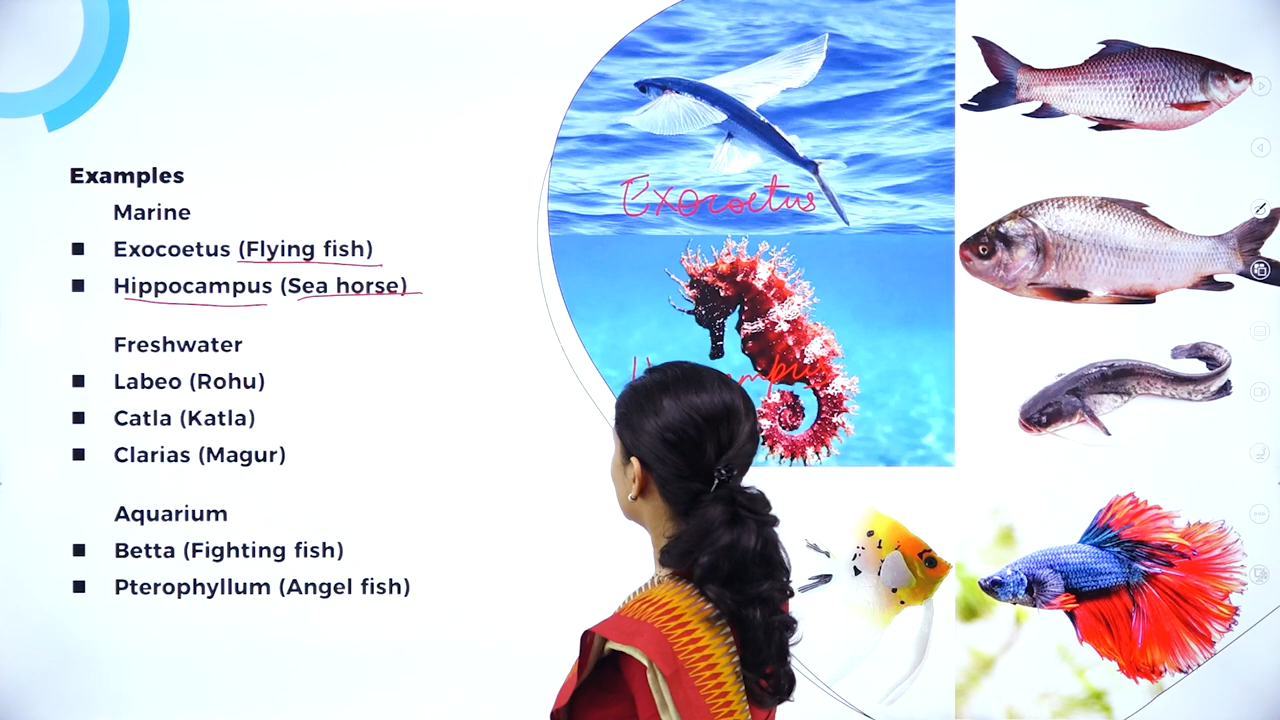 Examples
Marine
■ Exocoetus (Flying fish)
■ Hippocampus (Sea horse)
Freshwater
■ Labeo (Rohu)
■ Catla (Katla)
■ Clarias (Magur)
Aquarium
■ Betta (Fighting fish)
■ Pterophyllum (Angel fish)
Exocoetus